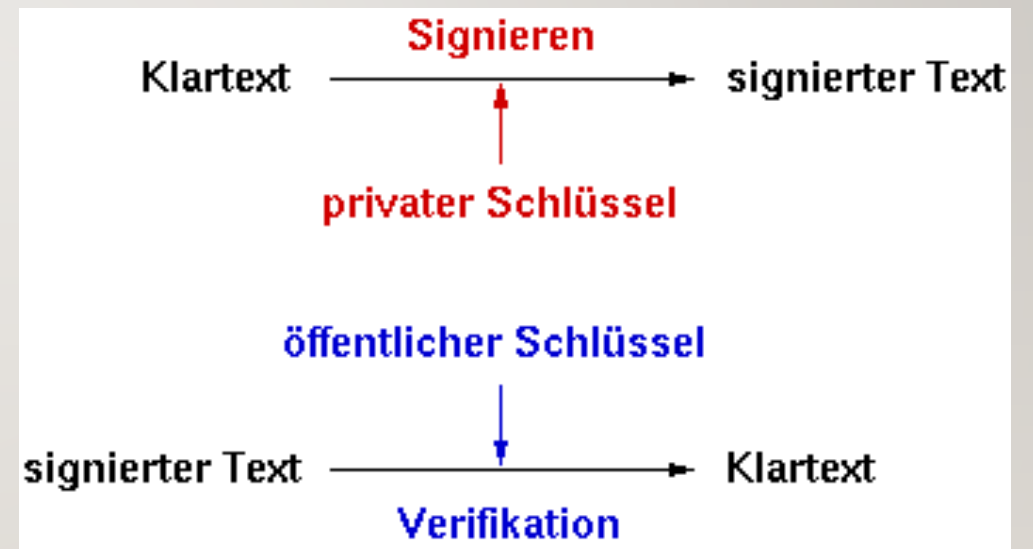 Signieren
Klartext signierter Text
privater Schlüssel
öffentlicher Schlüssel
signierter Text Klartext
Verifikation